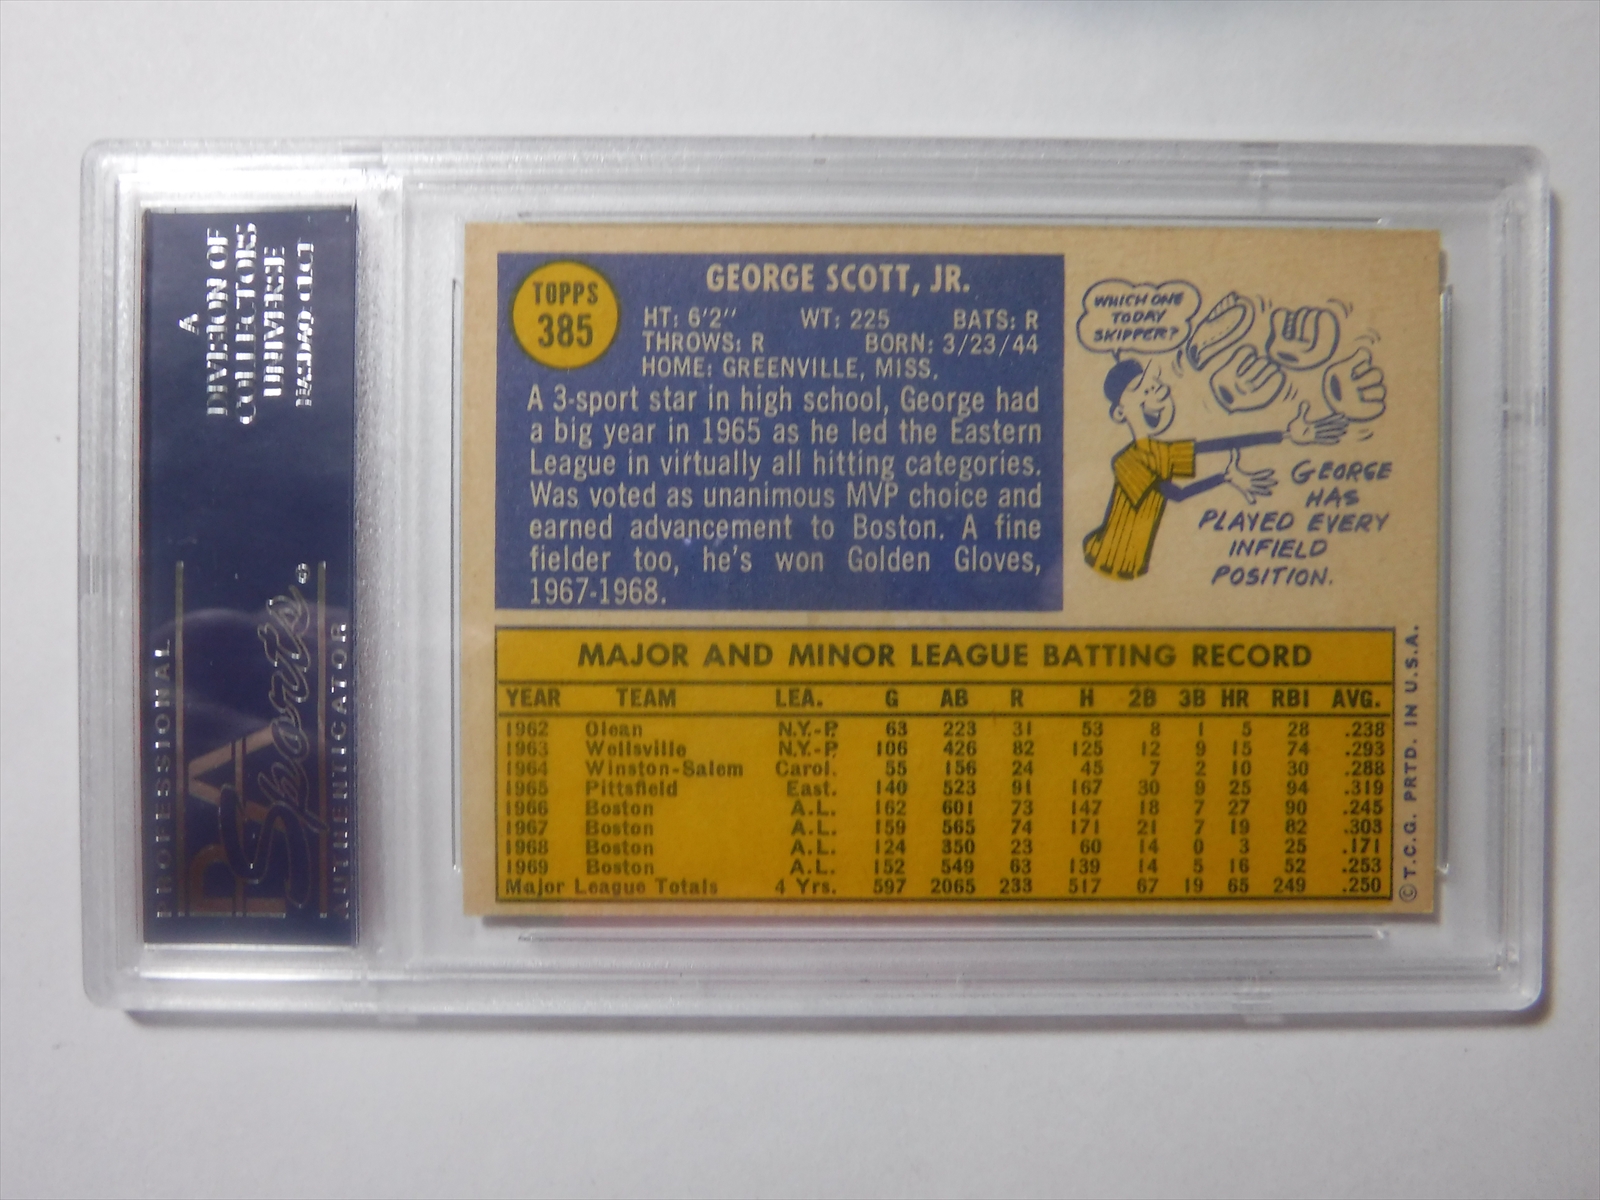 A
DIVISION OF
COLLECTORS
UNIVERSE
NASDAQ: CLCT
PROFESSIONAL
PSA
Sports®
AUTHENTICATOR
TOPPS
385
GEORGE SCOTT, JR.
HT: 6'2" WT: 225 BATS: R
THROWS: R BORN: 3/23/44
HOME: GREENVILLE, MISS.
A 3-sport star in high school, George had
a big year in 1965 as he led the Eastern
League in virtually all hitting categories.
Was voted as unanimous MVP choice and
earned advancement to Boston. A fine
fielder too, he's won Golden Gloves,
1967-1968.
WHICH ONE
TODAY
SKIPPER?
GEORGE
HAS
PLAYED EVERY
INFIELD
POSITION.
MAJOR AND MINOR LEAGUE BATTING RECORD
YEAR TEAM LEA. G AB R H 2B 3B HR RBI AVG.
1962 Olean N.Y.-P. 63 223 31 53 8 1 5 28 .238
1963 Wellsville N.Y.-P. 106 426 82 125 12 9 15 74 .293
1964 Winston-Salem Carol. 55 156 24 45 7 2 10 30 .288
1965 Pittsfield East. 140 523 91 167 30 9 25 94 .319
1966 Boston A.L. 162 601 73 147 18 7 27 90 .245
1967 Boston A.L. 159 565 74 171 21 7 19 82 .303
1968 Boston A.L. 124 350 23 60 14 0 3 25 .171
1969 Boston A.L. 152 549 63 139 14 5 16 52 .253
Major League Totals 4 Yrs. 597 2065 233 517 67 19 65 249 .250
© T.C.G. PRTD. IN U.S.A.